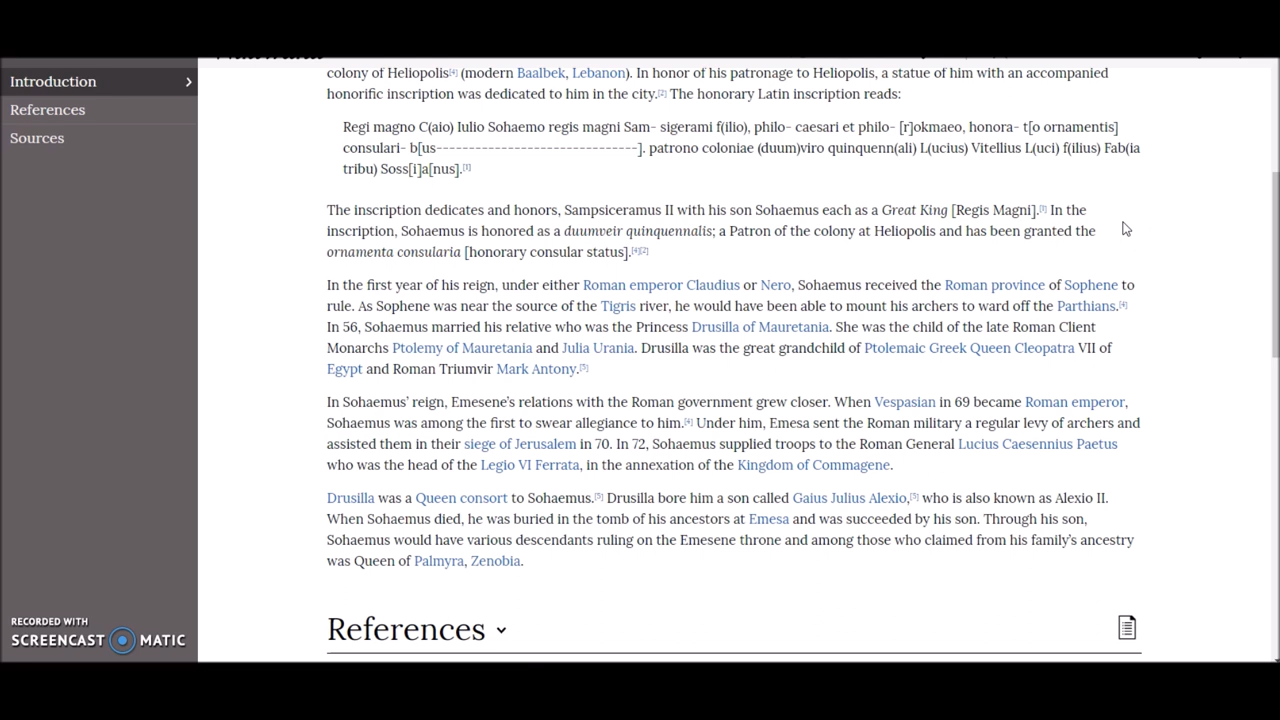 Introduction
References
Sources
colony of Heliopolis[4] (modern Baalbek, Lebanon). In honor of his patronage to Heliopolis, a statue of him with an accompanied
honorific inscription was dedicated to him in the city.[2] The honorary Latin inscription reads:
Regi magno C(aio) Iulio Sohaemo regis magni Sam- sigerami f(ilio), philo- caesari et philo- [r]okmaeo, honora- t[o ornamentis]
consulari- b[us-------------------------------]. patrono coloniae (duum)viro quinquenn(ali) L(ucius) Vitellius L(uci) f(ilius) Fab(ia
tribu) Soss[i]a[nus].[1]
The inscription dedicates and honors, Sampsiceramus II with his son Sohaemus each as a Great King [Regis Magni].[3] In the
inscription, Sohaemus is honored as a duumveir quinquennalis; a Patron of the colony at Heliopolis and has been granted the
ornamenta consularia [honorary consular status].[4][2]
In the first year of his reign, under either Roman emperor Claudius or Nero, Sohaemus received the Roman province of Sophene to
rule. As Sophene was near the source of the Tigris river, he would have been able to mount his archers to ward off the Parthians.[4]
In 56, Sohaemus married his relative who was the Princess Drusilla of Mauretania. She was the child of the late Roman Client
Monarchs Ptolemy of Mauretania and Julia Urania. Drusilla was the great grandchild of Ptolemaic Greek Queen Cleopatra VII of
Egypt and Roman Triumvir Mark Antony.[5]
In Sohaemus' reign, Emesene's relations with the Roman government grew closer. When Vespasian in 69 became Roman emperor,
Sohaemus was among the first to swear allegiance to him.[4] Under him, Emesa sent the Roman military a regular levy of archers and
assisted them in their siege of Jerusalem in 70. In 72, Sohaemus supplied troops to the Roman General Lucius Caesennius Paetus
who was the head of the Legio VI Ferrata, in the annexation of the Kingdom of Commagene.
Drusilla was a Queen consort to Sohaemus.[5] Drusilla bore him a son called Gaius Julius Alexio,[5] who is also known as Alexio II.
When Sohaemus died, he was buried in the tomb of his ancestors at Emesa and was succeeded by his son. Through his son,
Sohaemus would have various descendants ruling on the Emesene throne and among those who claimed from his family's ancestry
was Queen of Palmyra, Zenobia.
References
RECORDED WITH
SCREENCAST MATIC